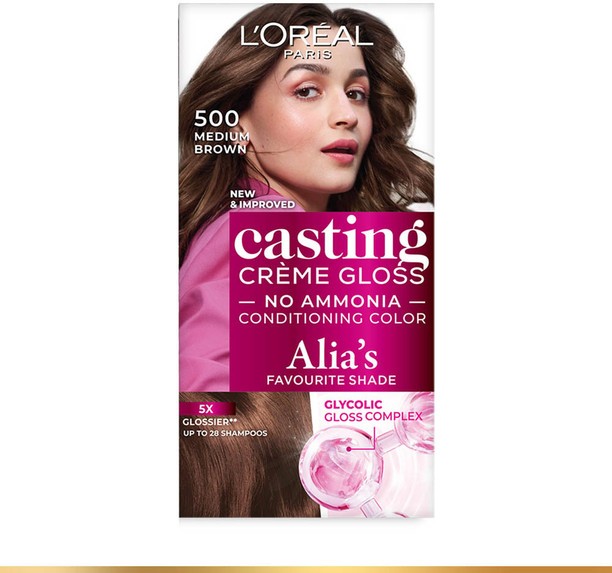 L'ORÉAL
PARIS
500
MEDIUM
BROWN
NEW
& IMPROVED
casting
CRÈME GLOSS
— NO AMMONIA —
CONDITIONING COLOR
Alia's
FAVOURITE SHADE
5X
GLOSSIER**
UP TO 28 SHAMPOOS
GLYCOLIC
GLOSS COMPLEX